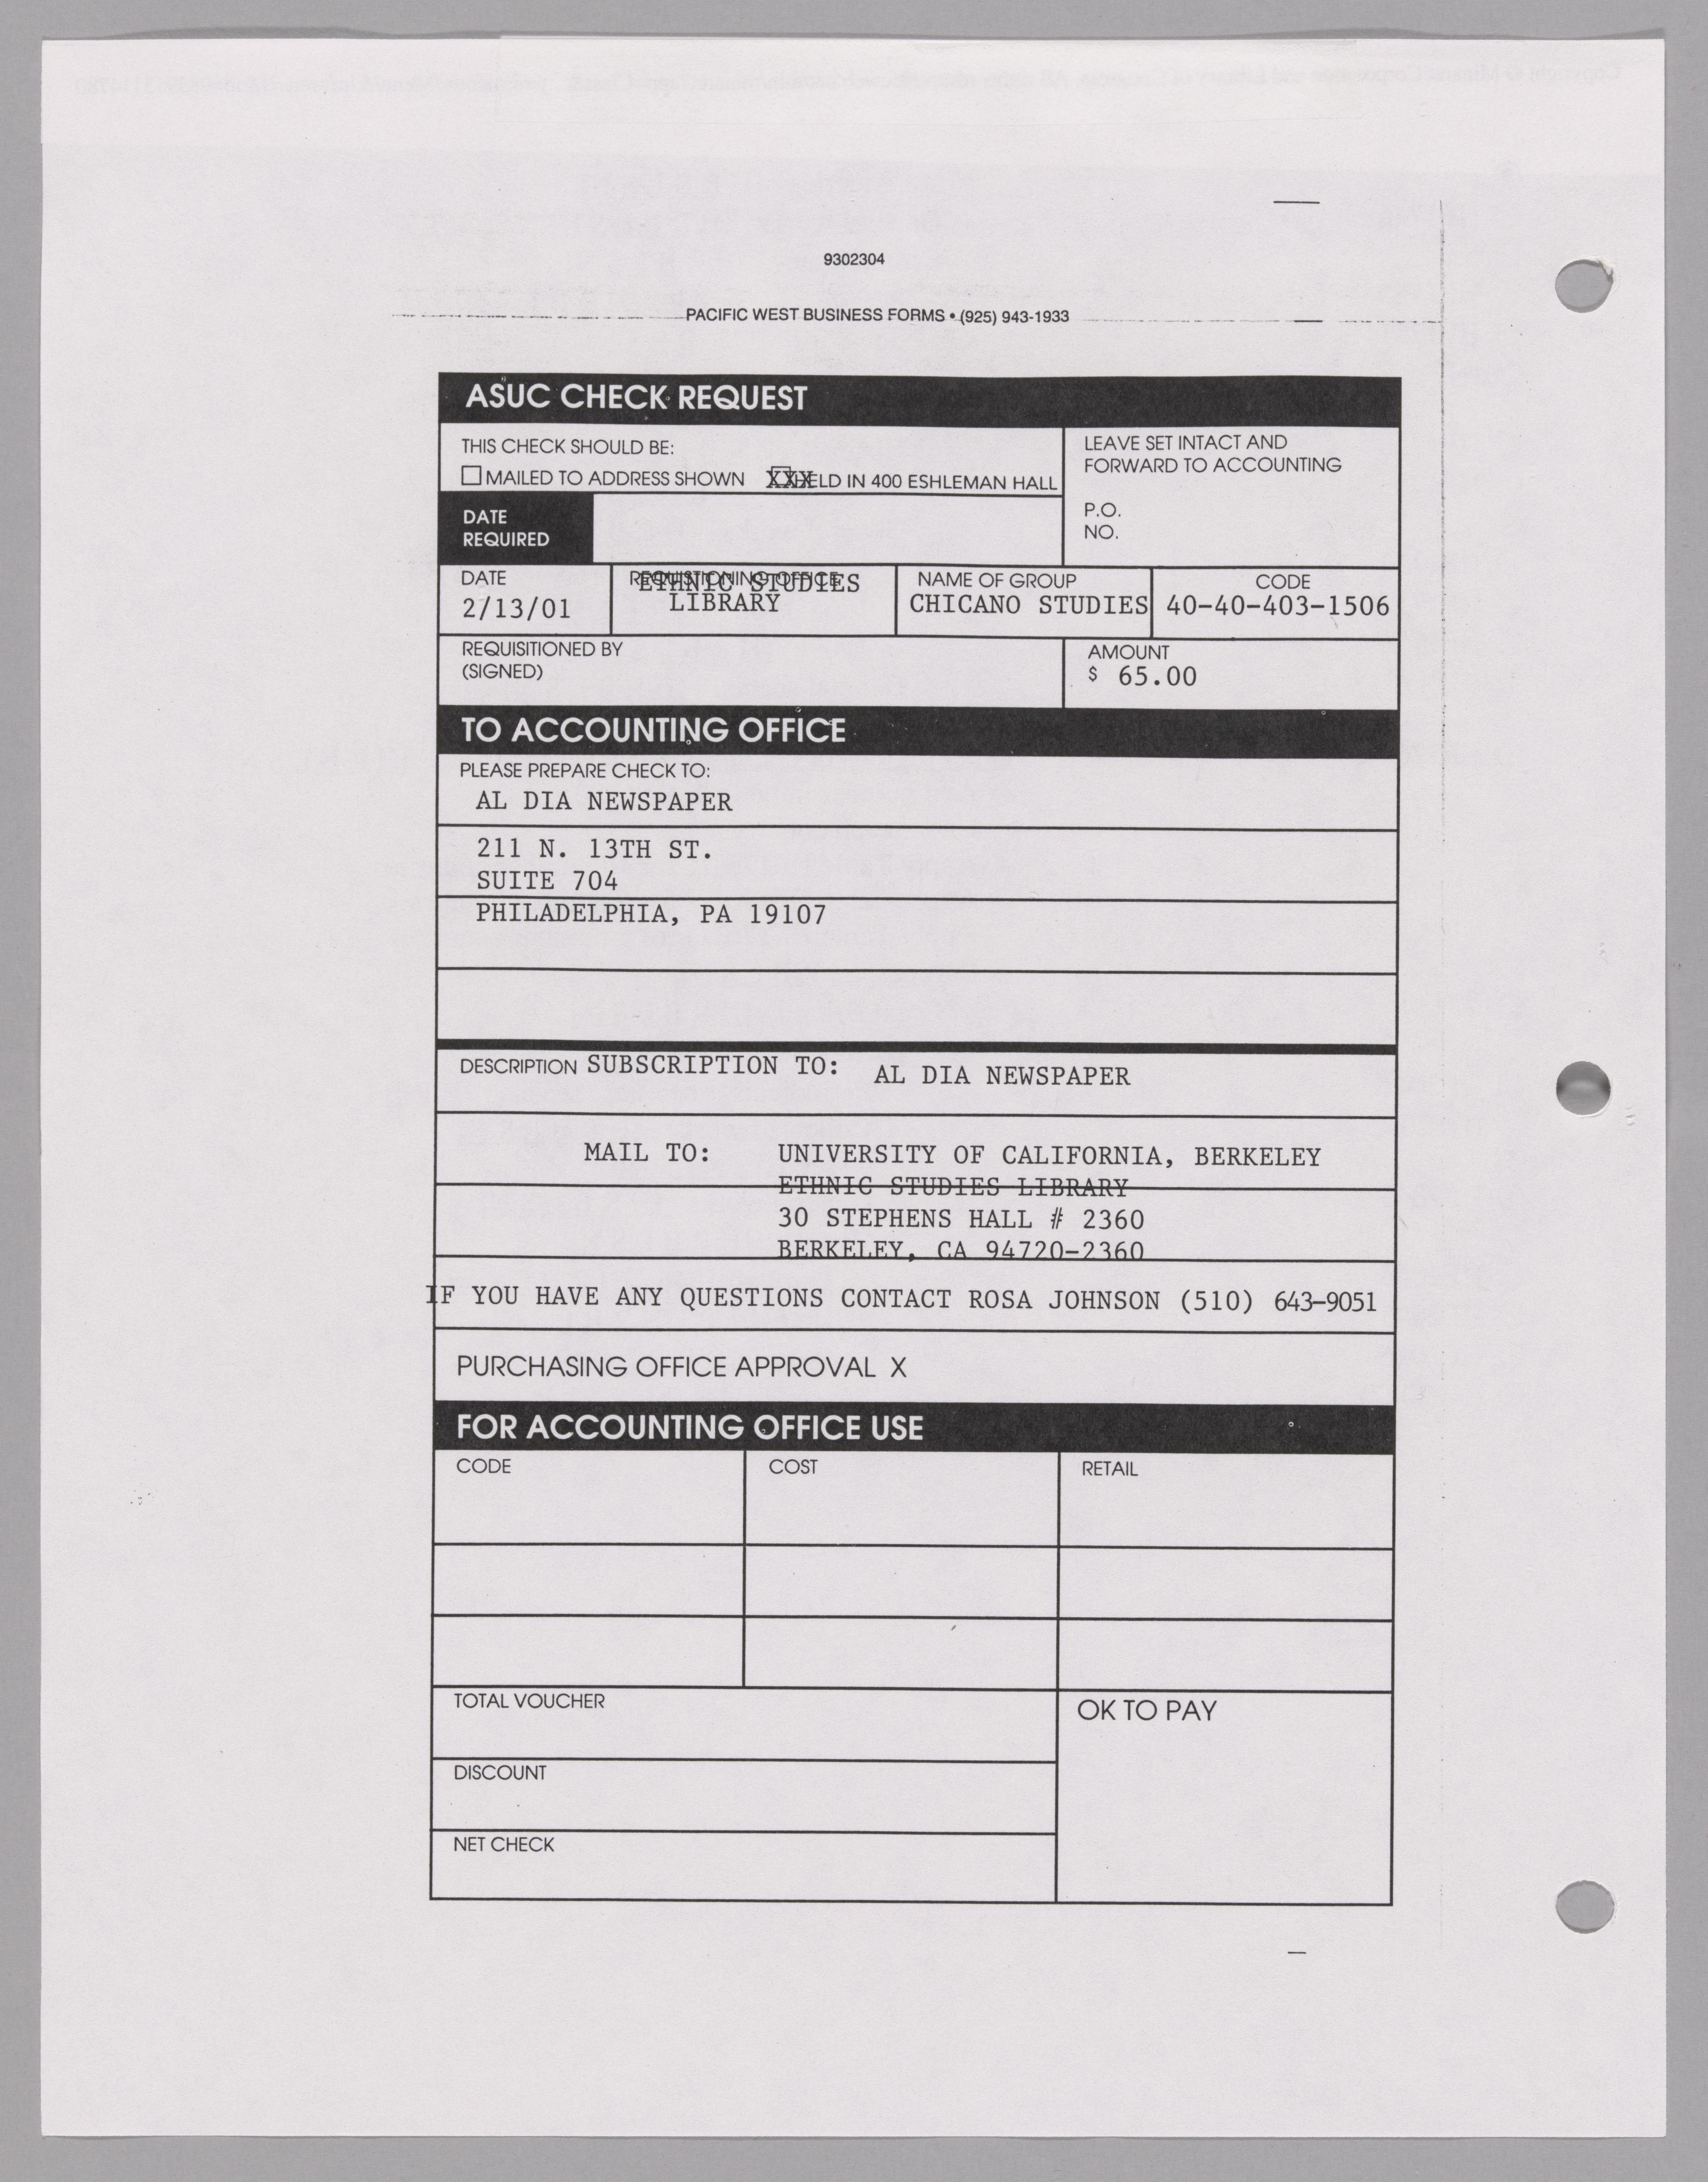 9302304
PACIFIC WEST BUSINESS FORMS • (925) 943-1933
ASUC CHECK REQUEST
THIS CHECK SHOULD BE:
☐ MAILED TO ADDRESS SHOWN XXX HELD IN 400 ESHLEMAN HALL
LEAVE SET INTACT AND
FORWARD TO ACCOUNTING
P.O.
NO.
DATE
REQUIRED
DATE
2/13/01
REQUISTIONING OFFICE
ETHNIC STUDIES
LIBRARY
NAME OF GROUP
CHICANO STUDIES
CODE
40-40-403-1506
REQUISITIONED BY
(SIGNED)
AMOUNT
$ 65.00
TO ACCOUNTING OFFICE
PLEASE PREPARE CHECK TO:
AL DIA NEWSPAPER
211 N. 13TH ST.
SUITE 704
PHILADELPHIA, PA 19107
DESCRIPTION SUBSCRIPTION TO: AL DIA NEWSPAPER
MAIL TO: UNIVERSITY OF CALIFORNIA, BERKELEY
ETHNIC STUDIES LIBRARY
30 STEPHENS HALL # 2360
BERKELEY, CA 94720-2360
IF YOU HAVE ANY QUESTIONS CONTACT ROSA JOHNSON (510) 643-9051
PURCHASING OFFICE APPROVAL X
FOR ACCOUNTING OFFICE USE
CODE COST RETAIL
TOTAL VOUCHER
OK TO PAY
DISCOUNT
NET CHECK